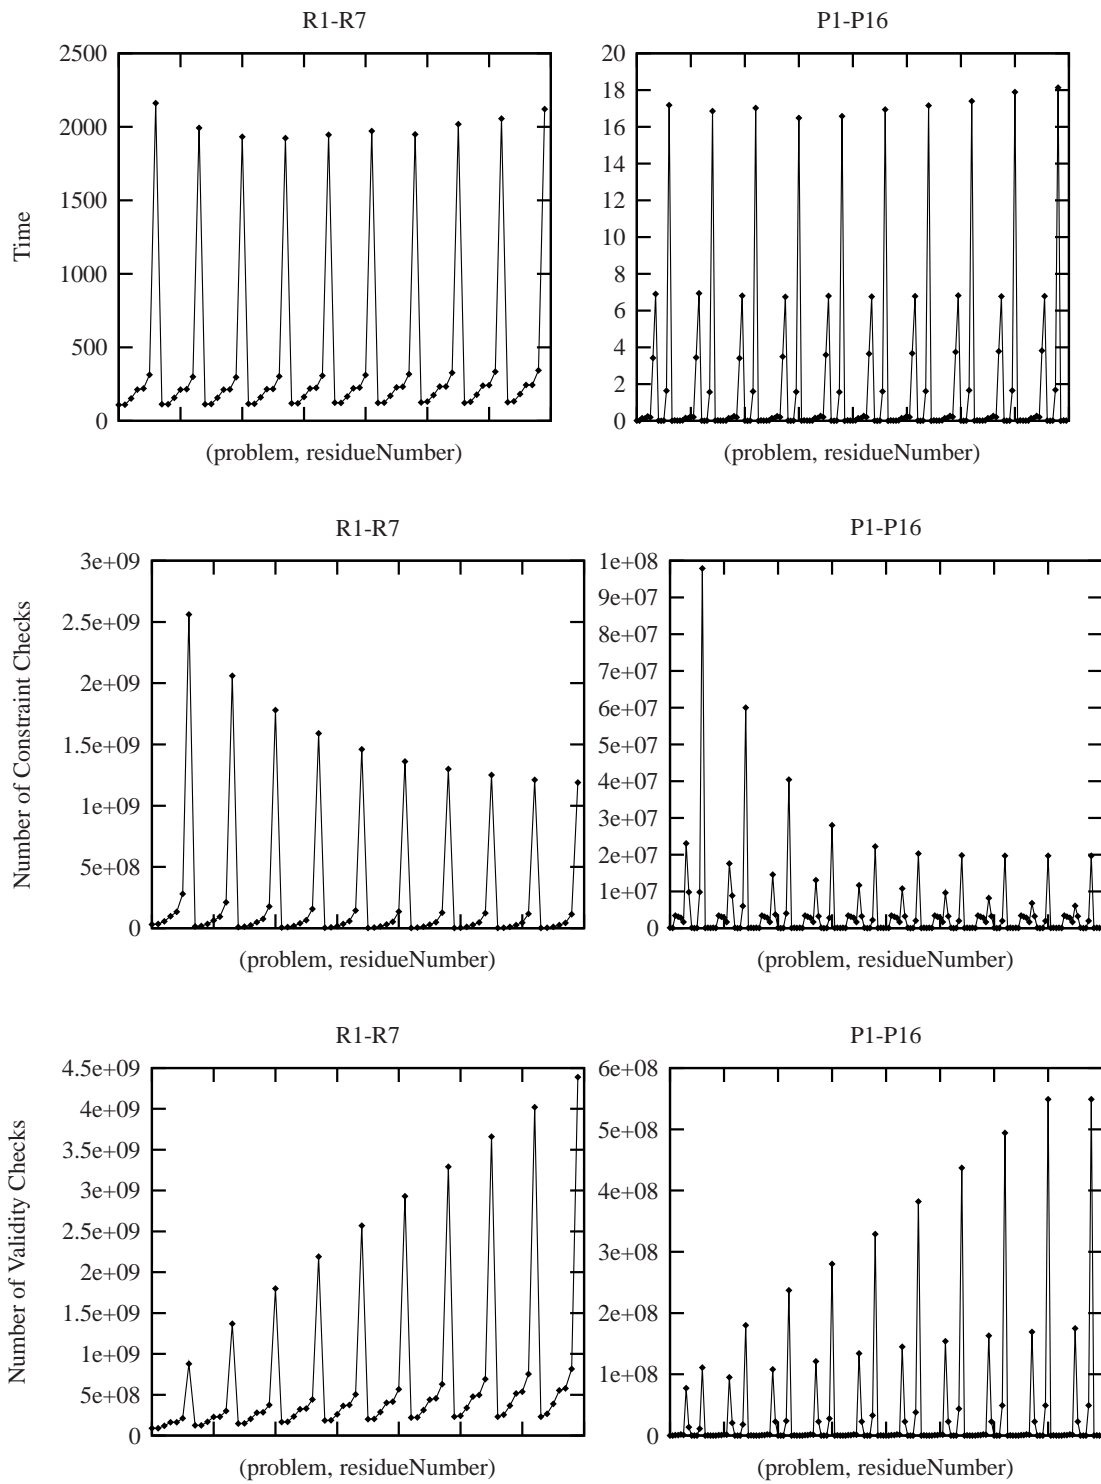 R1-R7
P1-P16
2500
2000
1500
1000
500
0
Time
(problem, residueNumber)
20
18
16
14
12
10
8
6
4
2
0
(problem, residueNumber)
R1-R7
P1-P16
3e+09
2.5e+09
2e+09
1.5e+09
1e+09
5e+08
0
Number of Constraint Checks
(problem, residueNumber)
1e+08
9e+07
8e+07
7e+07
6e+07
5e+07
4e+07
3e+07
2e+07
1e+07
0
(problem, residueNumber)
R1-R7
P1-P16
4.5e+09
4e+09
3.5e+09
3e+09
2.5e+09
2e+09
1.5e+09
1e+09
5e+08
0
Number of Validity Checks
(problem, residueNumber)
6e+08
5e+08
4e+08
3e+08
2e+08
1e+08
0
(problem, residueNumber)